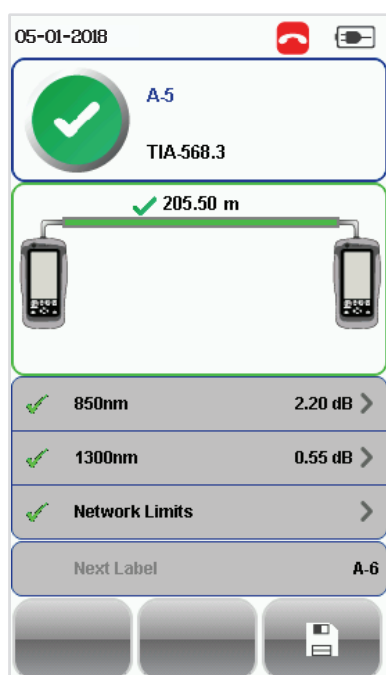 05-01-2018
A-5
TIA-568.3
205.50 m
850nm 2.20 dB
1300nm 0.55 dB
Network Limits
Next Label A-6